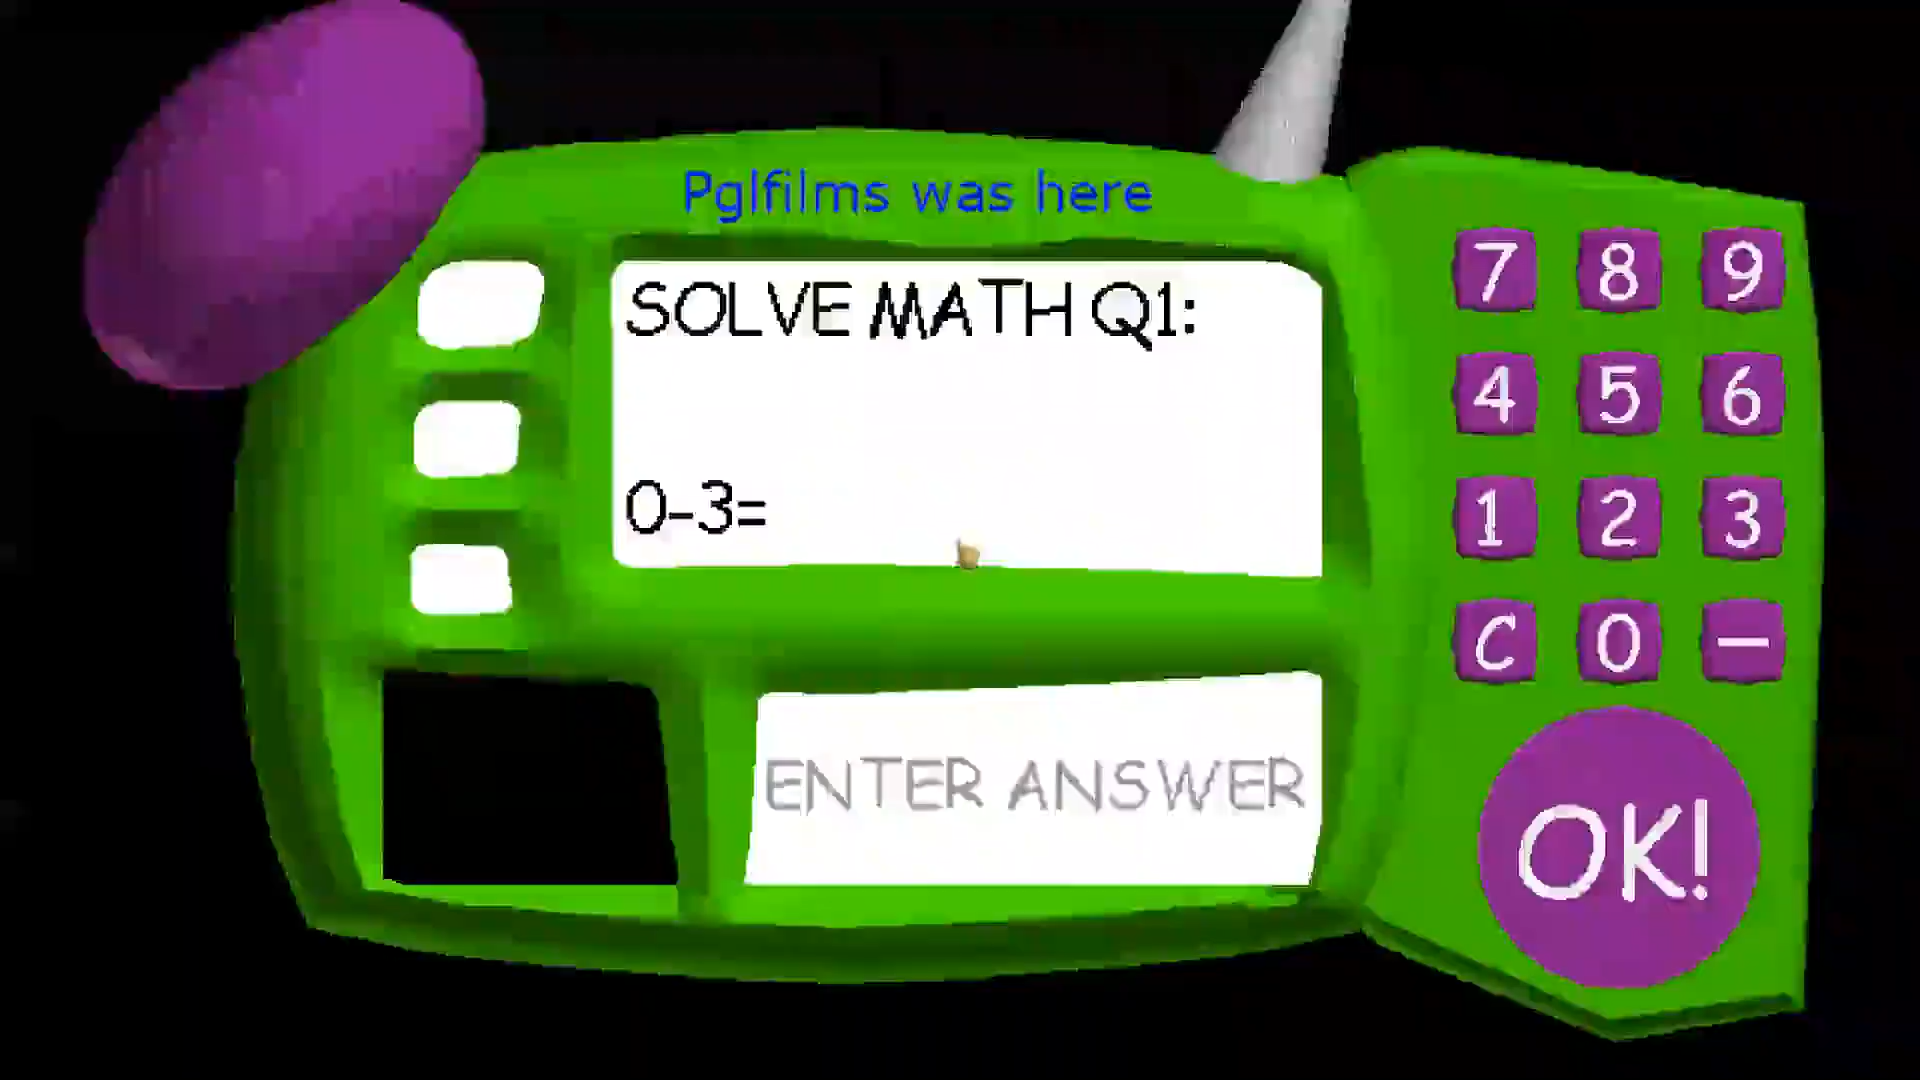 Pglfilms was here
SOLVE MATH Q1:
0-3=
ENTER ANSWER
7 8 9
4 5 6
1 2 3
C 0 -
OK!